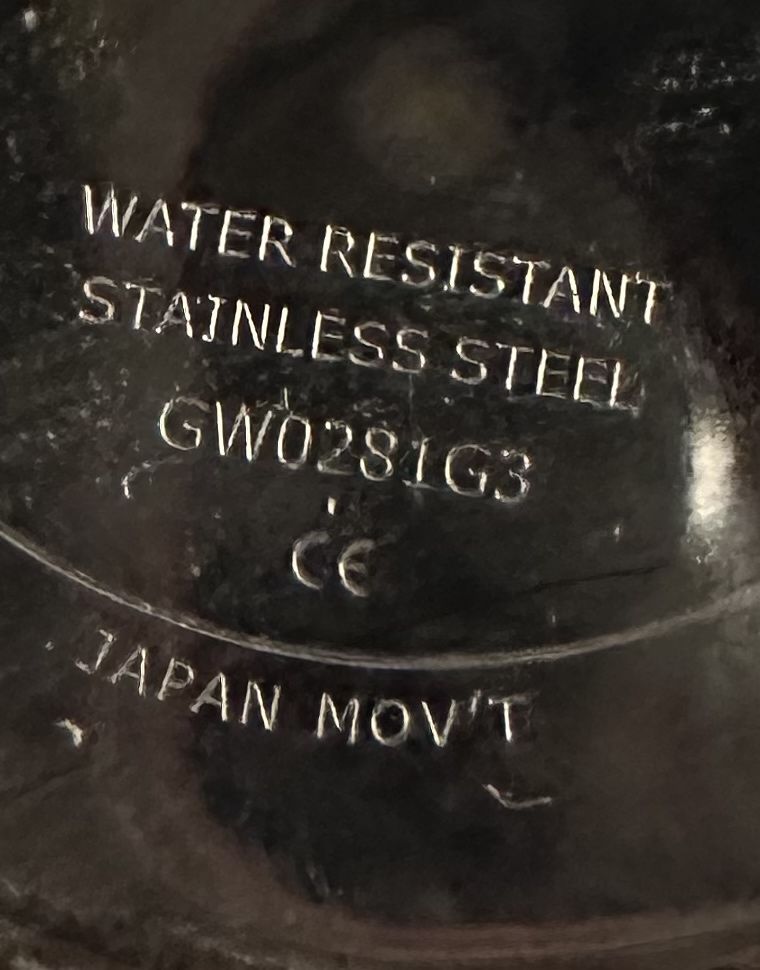 WATER RESISTANT
STAINLESS STEEL
GW0281G3
CE
JAPAN MOV'T